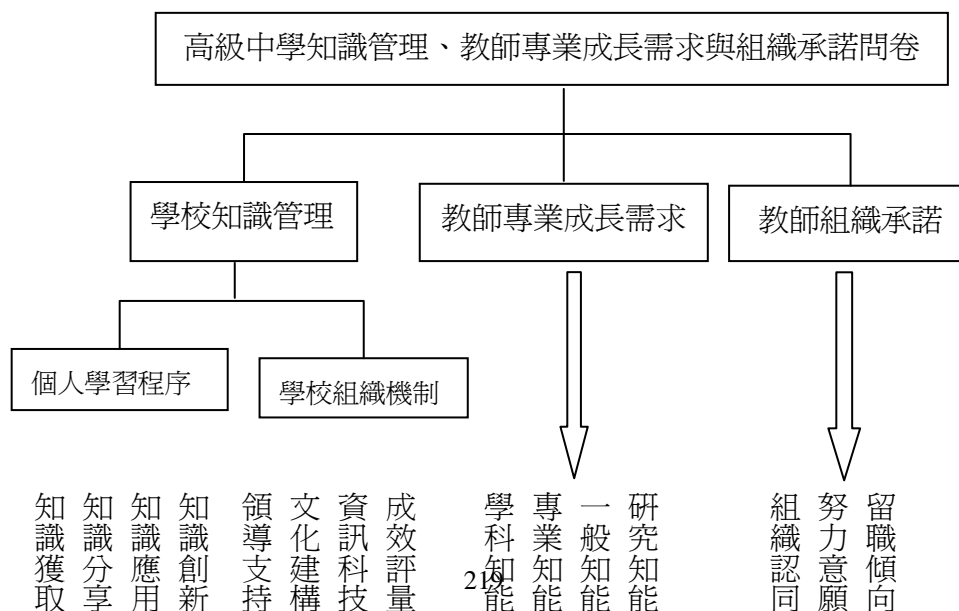 高級中學知識管理、教師專業成長需求與組織承諾問卷
學校知識管理
教師專業成長需求
教師組織承諾
個人學習程序
學校組織機制
知識獲取
知識分享
知識應用
知識創新
領導支持
文化建構
資訊科技
成效評量
學科知能
專業知能
一般知能
研究知能
組織認同
努力意願
留職傾向
219